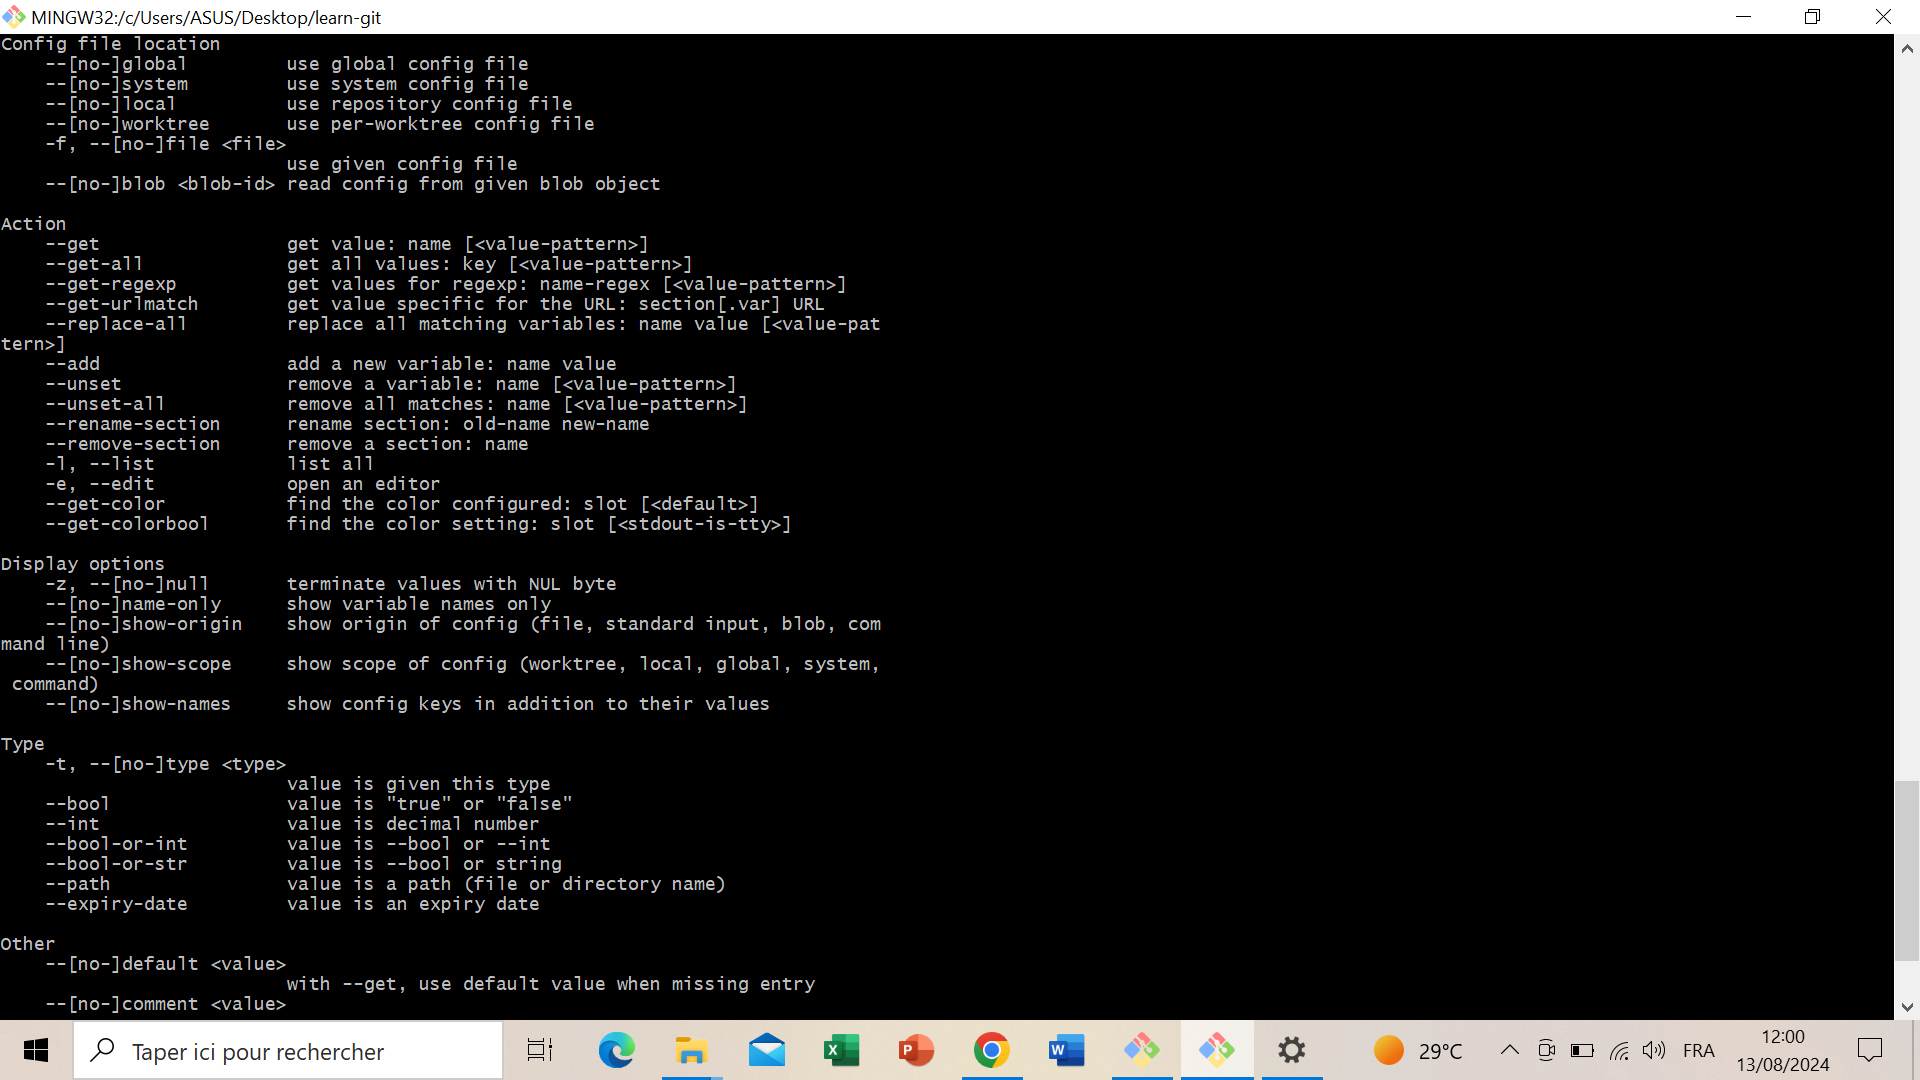 MINGW32:/c/Users/ASUS/Desktop/learn-git
Config file location
    --[no-]global         use global config file
    --[no-]system         use system config file
    --[no-]local          use repository config file
    --[no-]worktree       use per-worktree config file
    -f, --[no-]file <file>
                          use given config file
    --[no-]blob <blob-id> read config from given blob object

Action
    --get                 get value: name [<value-pattern>]
    --get-all             get all values: key [<value-pattern>]
    --get-regexp          get values for regexp: name-regex [<value-pattern>]
    --get-urlmatch        get value specific for the URL: section[.var] URL
    --replace-all         replace all matching variables: name value [<value-pat
tern>]
    --add                 add a new variable: name value
    --unset               remove a variable: name [<value-pattern>]
    --unset-all           remove all matches: name [<value-pattern>]
    --rename-section      rename section: old-name new-name
    --remove-section      remove a section: name
    -l, --list            list all
    -e, --edit            open an editor
    --get-color           find the color configured: slot [<default>]
    --get-colorbool       find the color setting: slot [<stdout-is-tty>]

Display options
    -z, --[no-]null       terminate values with NUL byte
    --[no-]name-only      show variable names only
    --[no-]show-origin    show origin of config (file, standard input, blob, com
mand line)
    --[no-]show-scope     show scope of config (worktree, local, global, system,
 command)
    --[no-]show-names     show config keys in addition to their values

Type
    -t, --[no-]type <type>
                          value is given this type
    --bool                value is "true" or "false"
    --int                 value is decimal number
    --bool-or-int         value is --bool or --int
    --bool-or-str         value is --bool or string
    --path                value is a path (file or directory name)
    --expiry-date         value is an expiry date

Other
    --[no-]default <value>
                          with --get, use default value when missing entry
    --[no-]comment <value>
Taper ici pour rechercher
29°C
FRA
12:00
13/08/2024